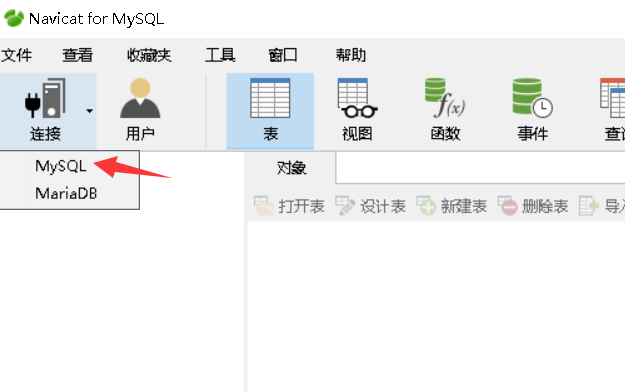 Navicat for MySQL
文件 查看 收藏夹 工具 窗口 帮助
连接 用户 表 视图 函数 事件
MySQL
MariaDB
对象
打开表 设计表 新建表 删除表